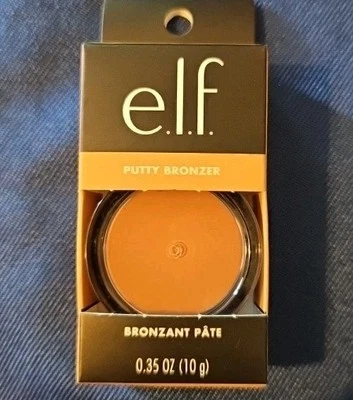 e.l.f.
PUTTY BRONZER
BRONZANT PÂTE
0.35 OZ (10 g)